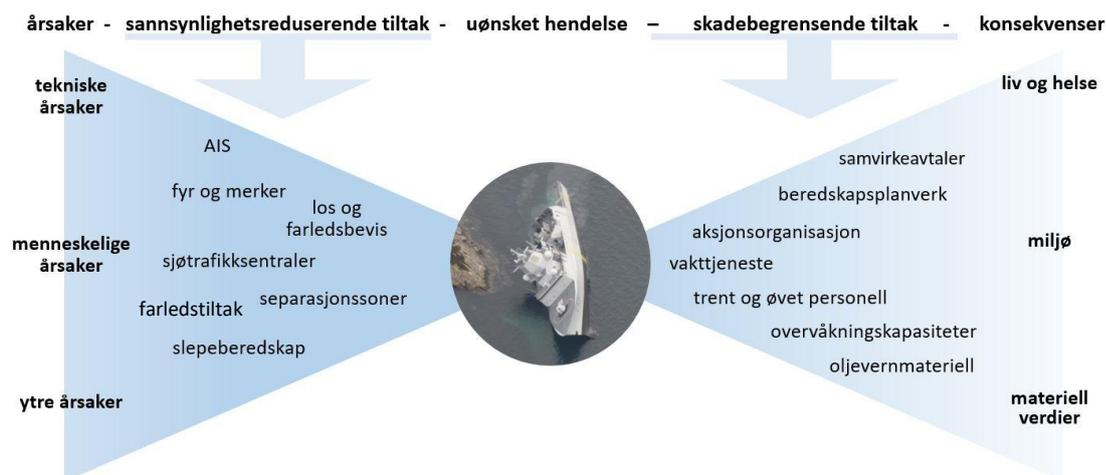 årsaker - sannsynlighetsreduserende tiltak - uønsket hendelse – skadebegrensende tiltak - konsekvenser
tekniske
årsaker
AIS
fyr og merker
los og
farledsbevis
menneskelige
årsaker
sjøtrafikksentraler
separasjonssoner
farledstiltak
slepeberedskap
ytre årsaker
samvirkeavtaler
beredskapsplanverk
aksjonsorganisasjon
vakttjeneste
trent og øvet personell
overvåkningskapasiteter
oljevernmateriell
liv og helse
miljø
materiell
verdier